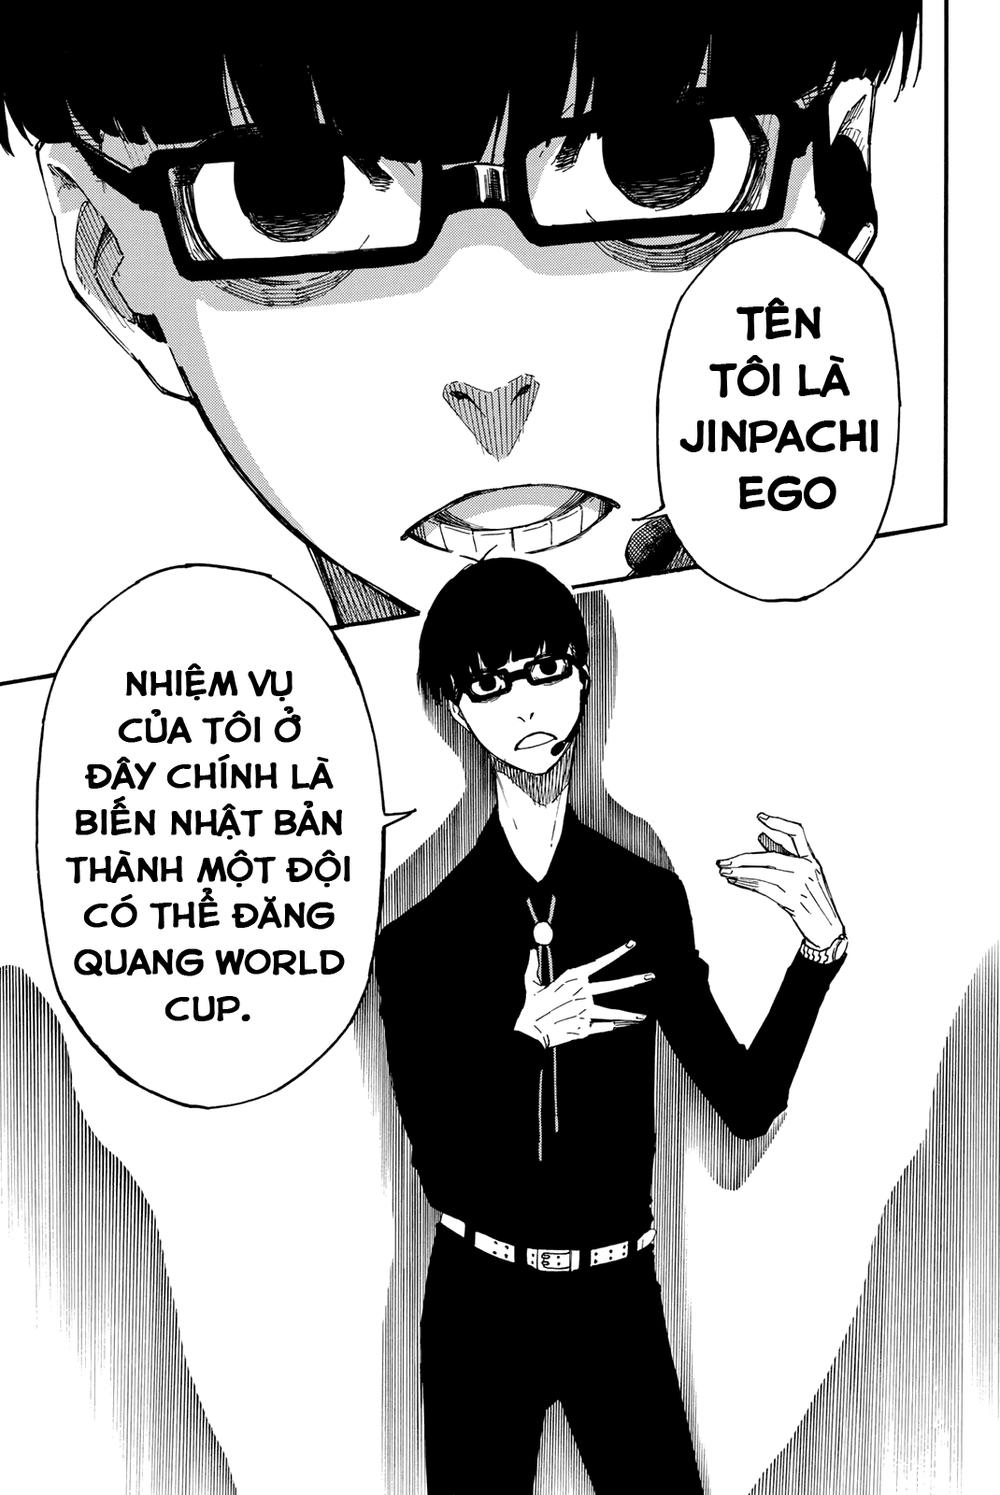 TÊN
TÔI LÀ
JINPACHI
EGO
NHIỆM VỤ
CỦA TÔI Ở
ĐÂY CHÍNH LÀ
BIẾN NHẬT BẢN
THÀNH MỘT ĐỘI
CÓ THỂ ĐĂNG
QUANG WORLD
CUP.